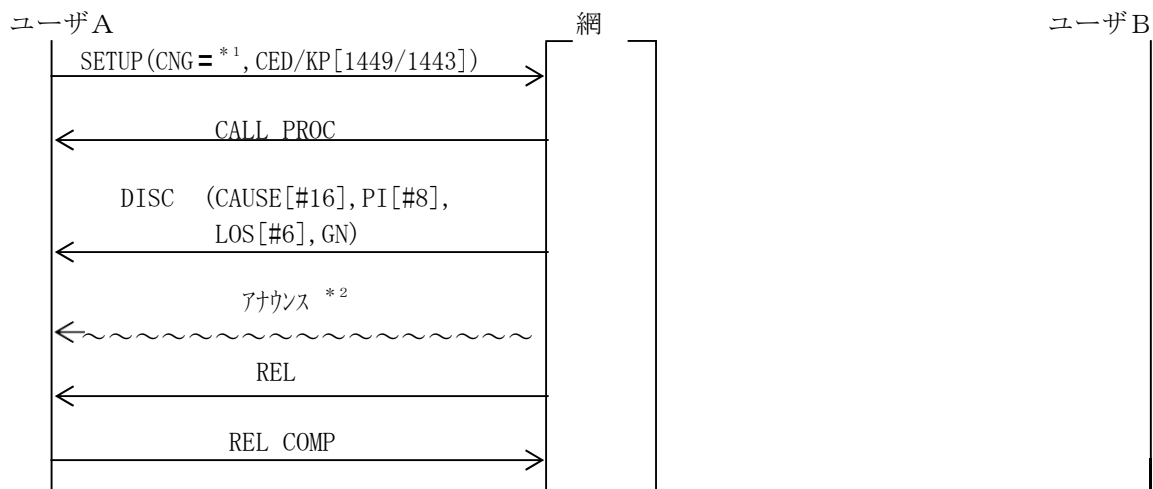 ユーザA 網 ユーザB
SETUP(CNG=*1,CED/KP[1449/1443])
CALL PROC
DISC (CAUSE[#16],PI[#8],
LOS[#6],GN)
ｱﾅｳﾝｽ *2
～～～～～～～～～～～～～～～～～
REL
REL COMP